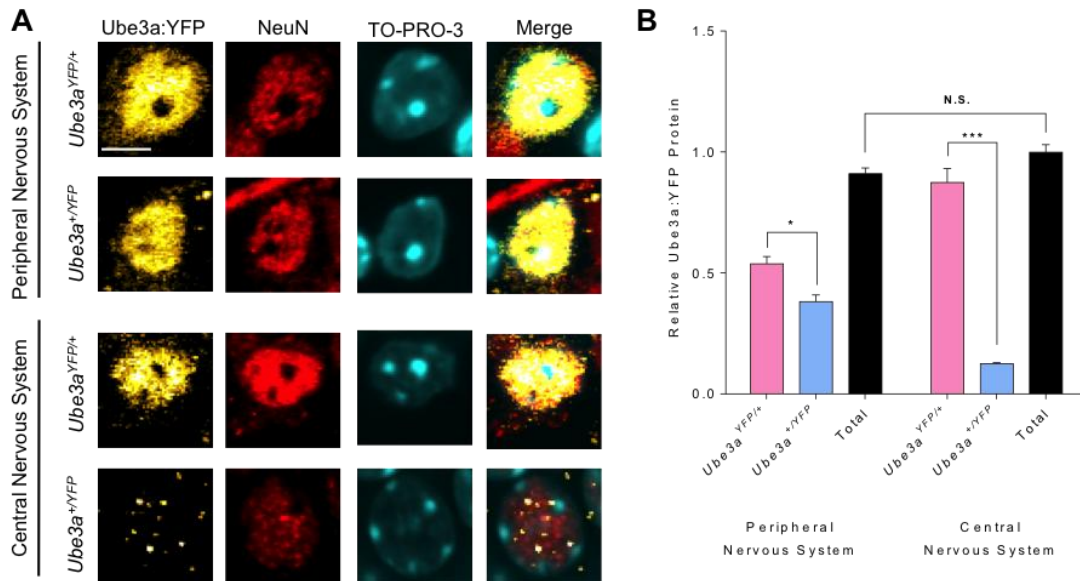 A
Ube3a:YFP NeuN TO-PRO-3 Merge
Peripheral Nervous System
Ube3a^YFP/+
Ube3a^+/YFP
Central Nervous System
Ube3a^YFP/+
Ube3a^+/YFP
B
Relative Ube3a:YFP Protein
1.5
1.0
0.5
0.0
N.S.
***
*
Ube3a^YFP/+ Ube3a^+/YFP Total Ube3a^YFP/+ Ube3a^+/YFP Total
Peripheral Central
Nervous System Nervous System